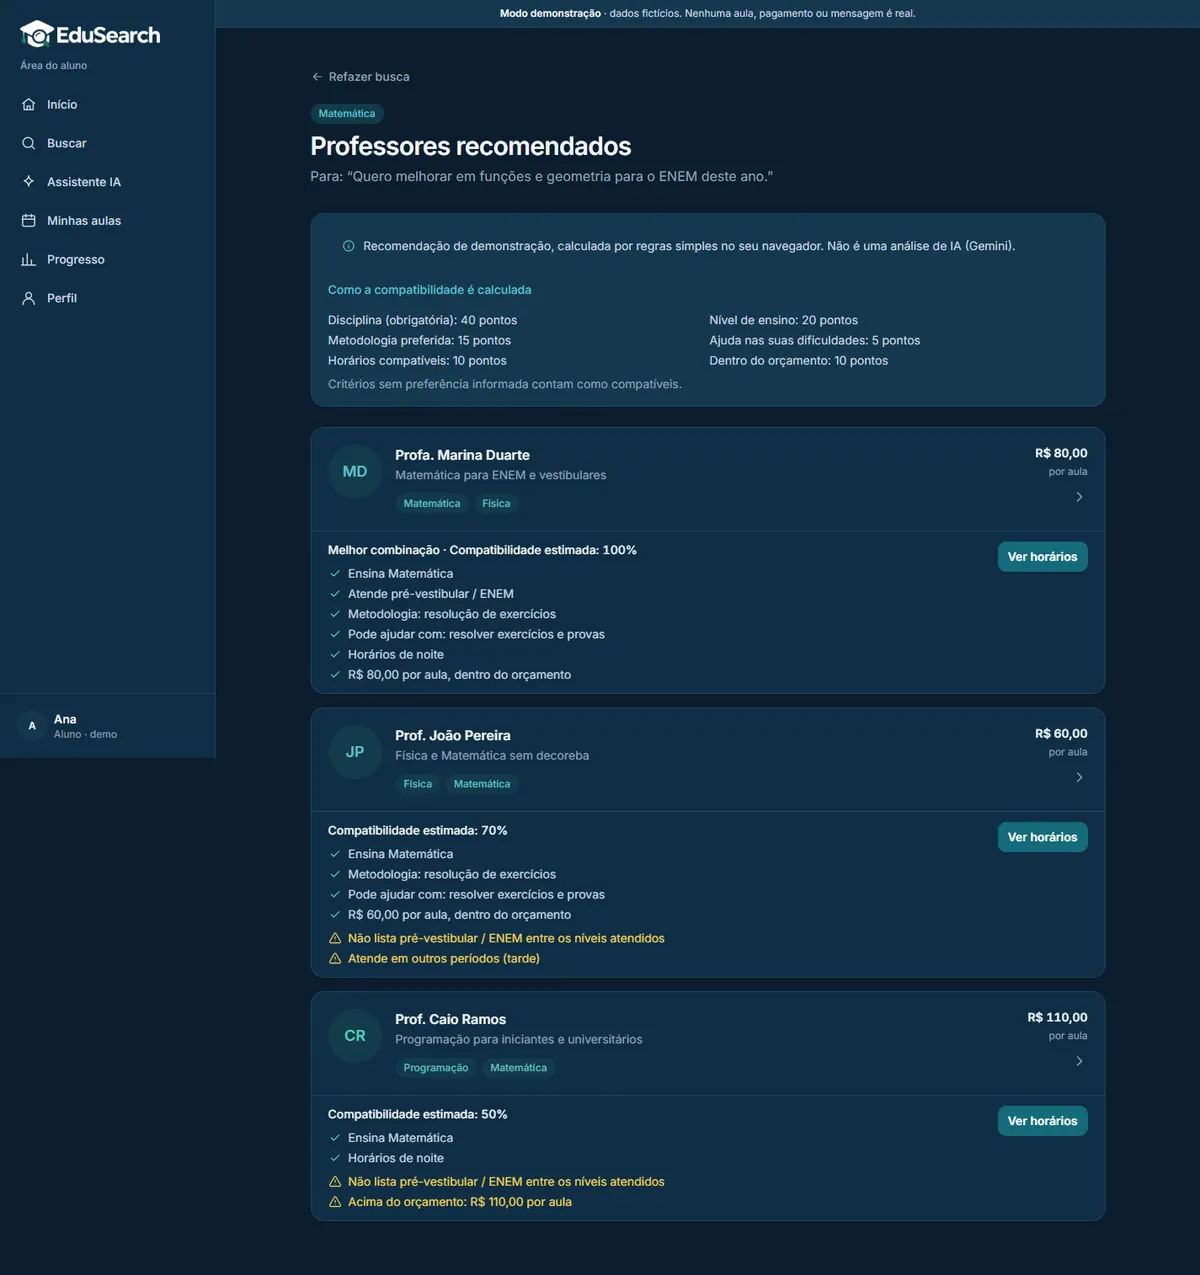 EduSearch
Área do aluno
Início
Buscar
Assistente IA
Minhas aulas
Progresso
Perfil
A
Ana
Aluno · demo
Modo demonstração · dados fictícios. Nenhuma aula, pagamento ou mensagem é real.
← Refazer busca
Matemática
Professores recomendados
Para: “Quero melhorar em funções e geometria para o ENEM deste ano.”
Recomendação de demonstração, calculada por regras simples no seu navegador. Não é uma análise de IA (Gemini).
Como a compatibilidade é calculada
Disciplina (obrigatória): 40 pontos
Nível de ensino: 20 pontos
Metodologia preferida: 15 pontos
Ajuda nas suas dificuldades: 5 pontos
Horários compatíveis: 10 pontos
Dentro do orçamento: 10 pontos
Critérios sem preferência informada contam como compatíveis.
MD
Profa. Marina Duarte
Matemática para ENEM e vestibulares
Matemática
Física
R$ 80,00
por aula
Melhor combinação · Compatibilidade estimada: 100%
Ver horários
Ensina Matemática
Atende pré-vestibular / ENEM
Metodologia: resolução de exercícios
Pode ajudar com: resolver exercícios e provas
Horários de noite
R$ 80,00 por aula, dentro do orçamento
JP
Prof. João Pereira
Física e Matemática sem decoreba
Física
Matemática
R$ 60,00
por aula
Compatibilidade estimada: 70%
Ver horários
Ensina Matemática
Metodologia: resolução de exercícios
Pode ajudar com: resolver exercícios e provas
R$ 60,00 por aula, dentro do orçamento
Não lista pré-vestibular / ENEM entre os níveis atendidos
Atende em outros períodos (tarde)
CR
Prof. Caio Ramos
Programação para iniciantes e universitários
Programação
Matemática
R$ 110,00
por aula
Compatibilidade estimada: 50%
Ver horários
Ensina Matemática
Horários de noite
Não lista pré-vestibular / ENEM entre os níveis atendidos
Acima do orçamento: R$ 110,00 por aula